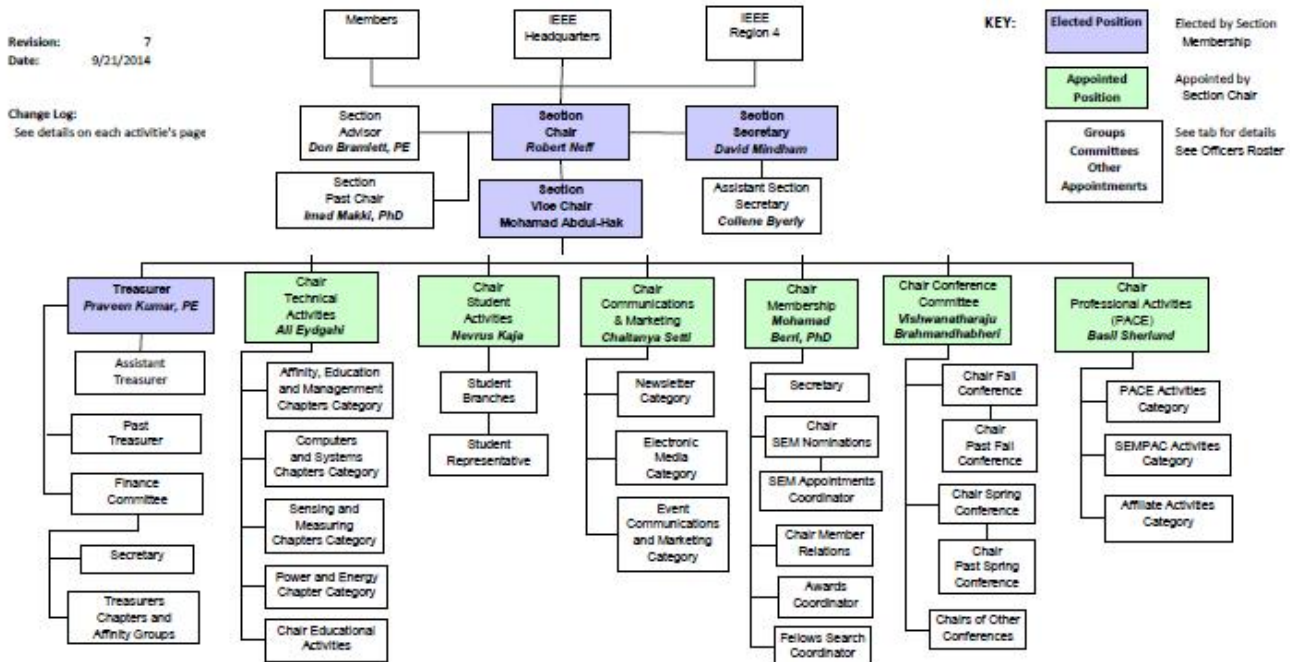 Revision: 7
Date: 9/21/2014
Change Log:
See details on each activitie's page
Members
IEEE
Headquarters
IEEE
Region 4
KEY:
Elected Position
Elected by Section
Membership
Appointed
Position
Appointed by
Section Chair
Groups
Committees
Other
Appointmenrts
See tab for details
See Officers Roster
Section
Advisor
Don Bramlett, PE
Section
Chair
Robert Neff
Section
Secretary
David Mindham
Section
Past Chair
Imad Makki, PhD
Section
Vice Chair
Mohamad Abdul-Hak
Assistant Section
Secretary
Collene Byerly
Treasurer
Praveen Kumar, PE
Assistant
Treasurer
Past
Treasurer
Finance
Committee
Secretary
Treasurers
Chapters and
Affinity Groups
Chair
Technical
Activities
Ali Eydgahi
Affinity, Education
and Management
Chapters Category
Computers
and Systems
Chapters Category
Sensing and
Measuring
Chapters Category
Power and Energy
Chapter Category
Chair Educational
Activities
Chair
Student
Activities
Nevrus Kaja
Student
Branches
Student
Representative
Chair
Communications
& Marketing
Chaitanya Setti
Newsletter
Category
Electronic
Media
Category
Event
Communications
and Marketing
Category
Chair
Membership
Mohamad
Berri, PhD
Secretary
Chair
SEM Nominations
SEM Appointments
Coordinator
Chair Member
Relations
Awards
Coordinator
Fellows Search
Coordinator
Chair Conference
Committee
Vishwanatharaju
Brahmandhabheri
Chair Fall
Conference
Chair
Past Fall
Conference
Chair Spring
Conference
Chair
Past Spring
Conference
Chairs of Other
Conferences
Chair
Professional Activities
(PACE)
Basil Sherlund
PACE Activities
Category
SEMPAC Activities
Category
Affiliate Activities
Category